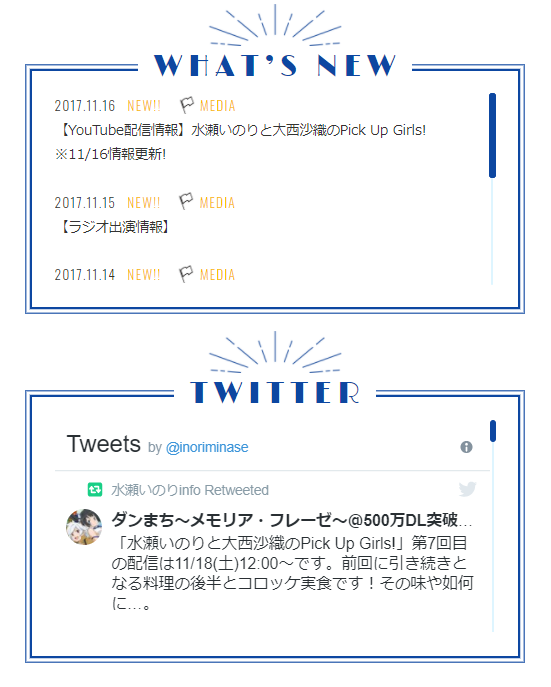 WHAT'S NEW
2017.11.16 NEW!! MEDIA
【YouTube配信情報】水瀬いのりと大西沙織のPick Up Girls!
※11/16情報更新!
2017.11.15 NEW!! MEDIA
【ラジオ出演情報】
2017.11.14 NEW!! MEDIA
TWITTER
Tweets by @inoriminase
水瀬いのりinfo Retweeted
ダンまち～メモリア・フレーゼ～@500万DL突破…
「水瀬いのりと大西沙織のPick Up Girls!」第7回目
の配信は11/18(土)12:00～です。前回に引き続きと
なる料理の後半とコロッケ実食です！その味や如何
に…。